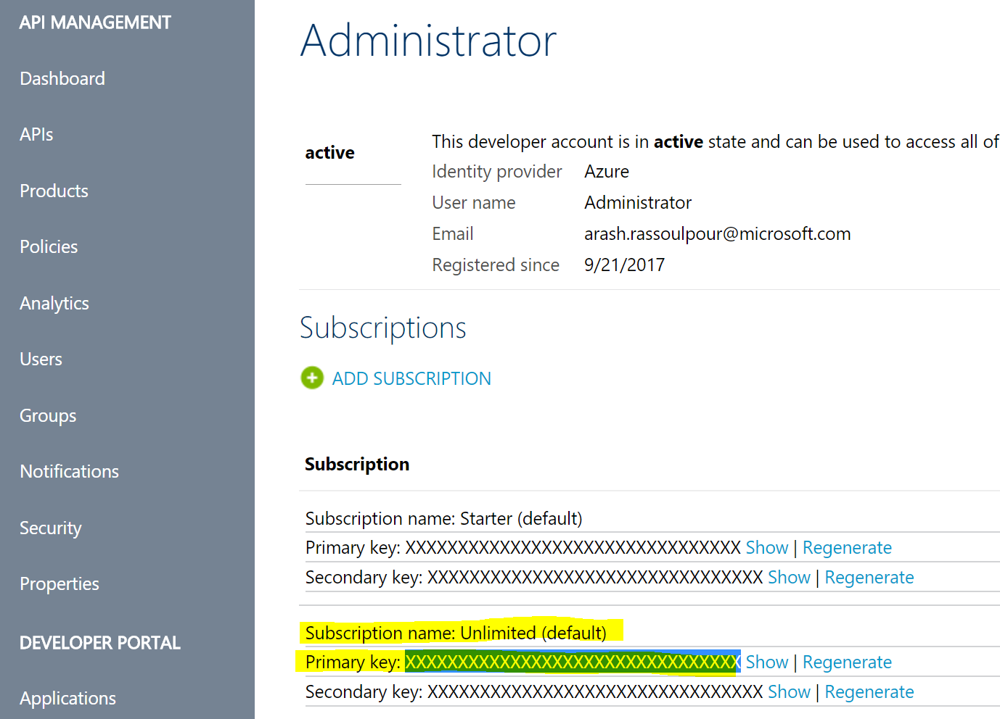 API MANAGEMENT
Dashboard
APIs
Products
Policies
Analytics
Users
Groups
Notifications
Security
Properties
DEVELOPER PORTAL
Applications
Administrator
active
This developer account is in active state and can be used to access all of
Identity provider Azure
User name Administrator
Email arash.rassoulpour@microsoft.com
Registered since 9/21/2017
Subscriptions
ADD SUBSCRIPTION
Subscription
Subscription name: Starter (default)
Primary key: XXXXXXXXXXXXXXXXXXXXXXXXXXXXXXXX Show | Regenerate
Secondary key: XXXXXXXXXXXXXXXXXXXXXXXXXXXXXXXX Show | Regenerate
Subscription name: Unlimited (default)
Primary key: XXXXXXXXXXXXXXXXXXXXXXXXXXXXXXXX Show | Regenerate
Secondary key: XXXXXXXXXXXXXXXXXXXXXXXXXXXXXXXX Show | Regenerate